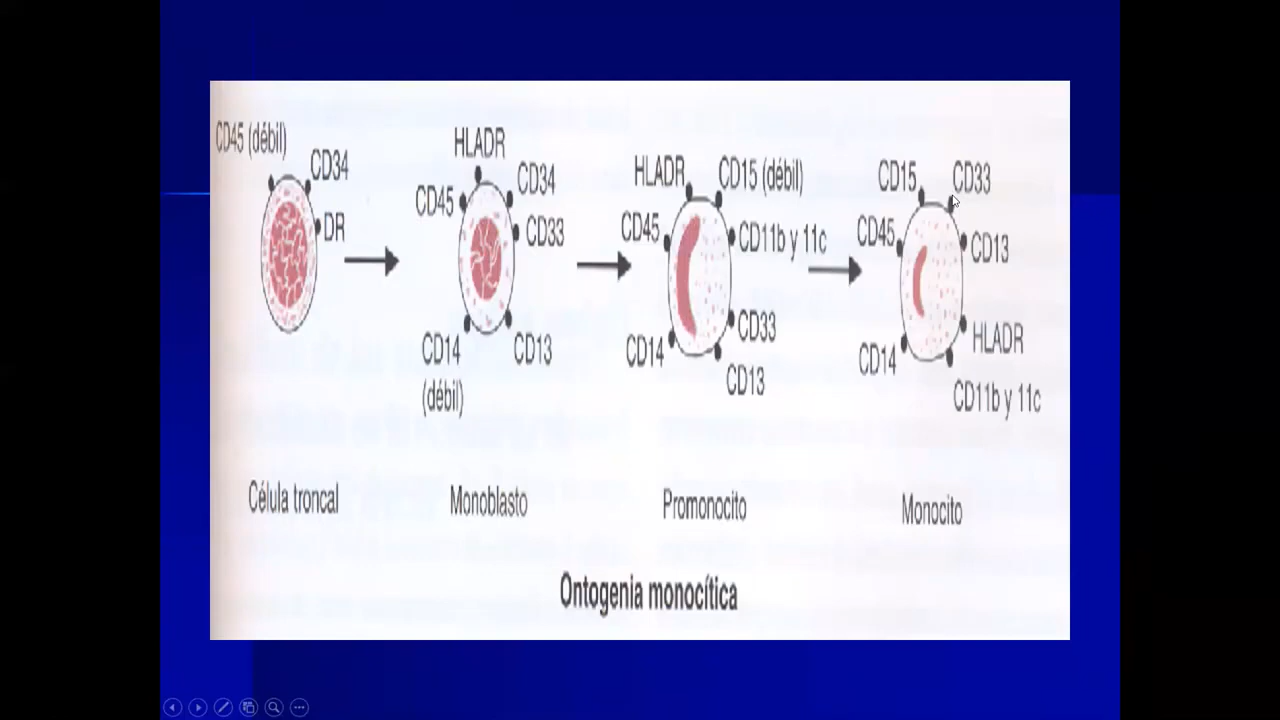 CD45 (débil)
CD34
DR
Célula troncal
HLADR
CD34
CD45
CD33
CD14
(débil)
CD13
Monoblasto
HLADR
CD15 (débil)
CD45
CD11b y 11c
CD33
CD14
CD13
Promonocito
CD15
CD33
CD45
CD13
HLADR
CD14
CD11b y 11c
Monocito
Ontogenia monocítica